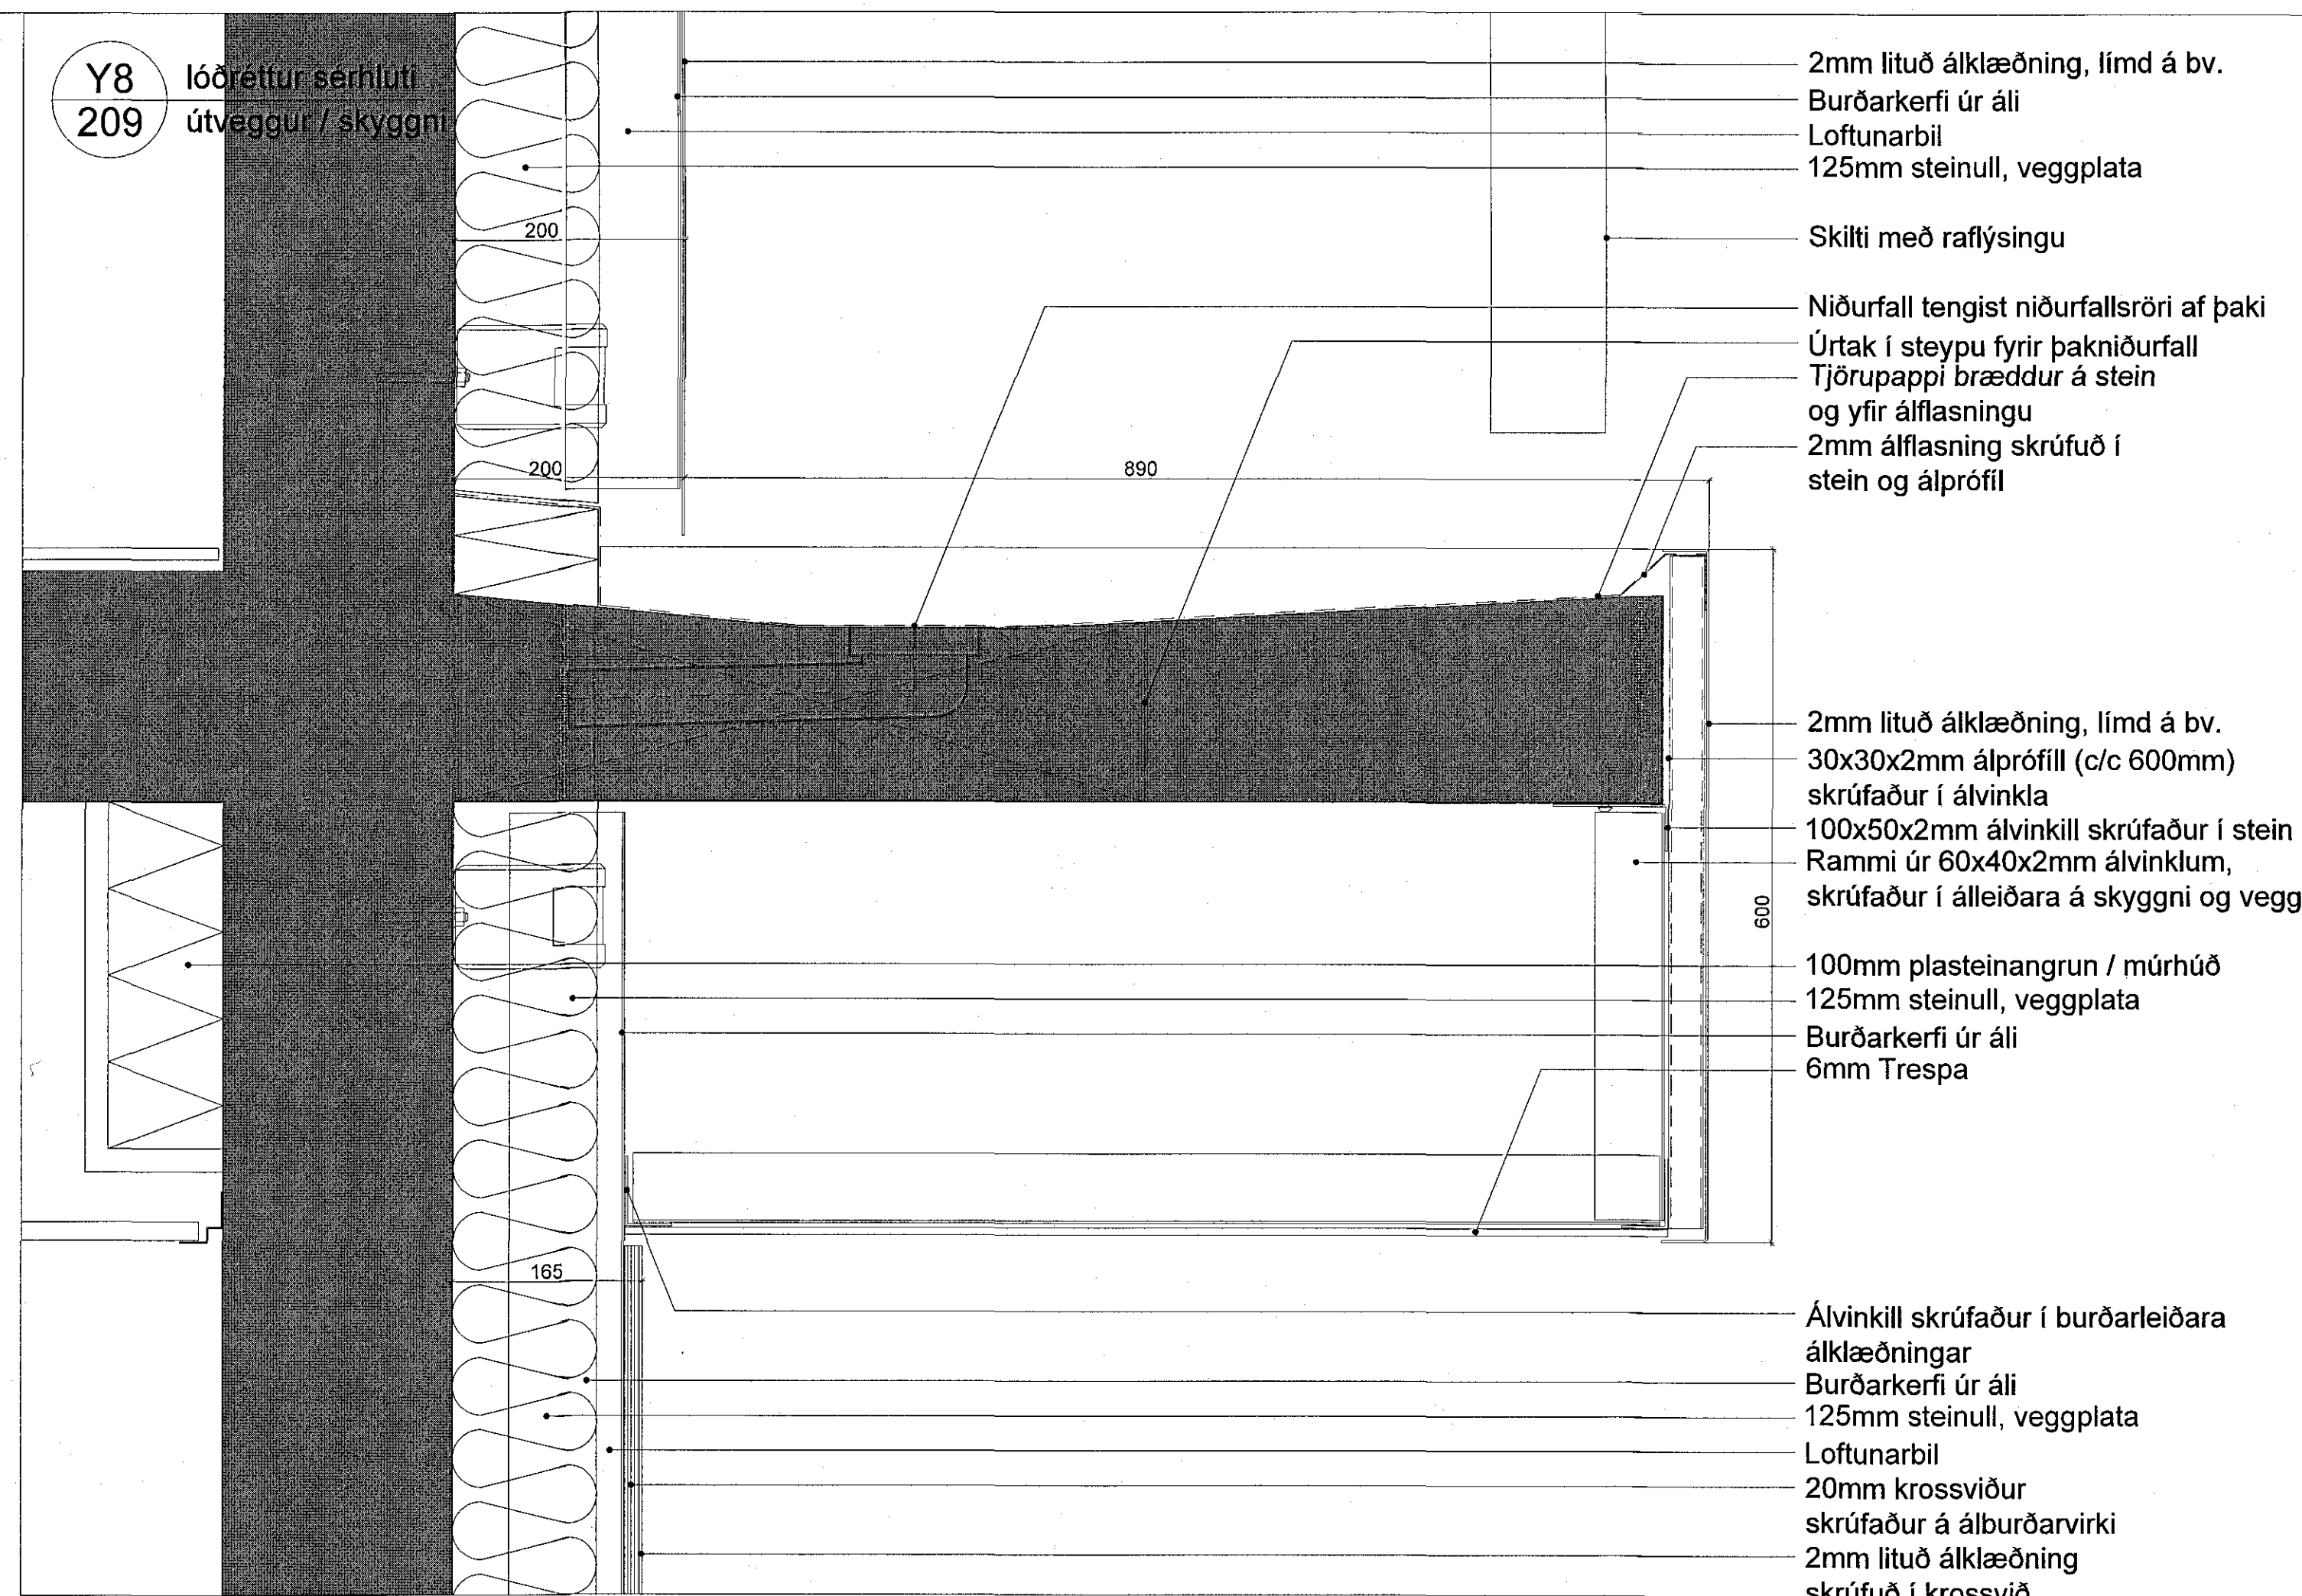 Y8
209
lóðréttur sérhluti
útveggur / skyggni
2mm lituð álklæðning, límd á bv.
Burðarkerfi úr áli
Loftunarbil
125mm steinull, veggplata
200
Skilti með raflýsingu
Niðurfall tengist niðurfallsröri af þaki
Úrtak í steypu fyrir þakniðurfall
Tjörupappi bræddur á stein
og yfir álflasningu
2mm álflasning skrúfuð í
stein og álprófíl
200
890
2mm lituð álklæðning, límd á bv.
30x30x2mm álprófíll (c/c 600mm)
skrúfaður í álvinkla
100x50x2mm álvinkill skrúfaður í stein
Rammi úr 60x40x2mm álvinklum,
skrúfaður í álleiðara á skyggni og vegg
600
100mm plasteinangrun / múrhúð
125mm steinull, veggplata
Burðarkerfi úr áli
6mm Trespa
165
Álvinkill skrúfaður í burðarleiðara
álklæðningar
Burðarkerfi úr áli
125mm steinull, veggplata
Loftunarbil
20mm krossviður
skrúfaður á álburðarvirki
2mm lituð álklæðning
skrúfuð í krossvið